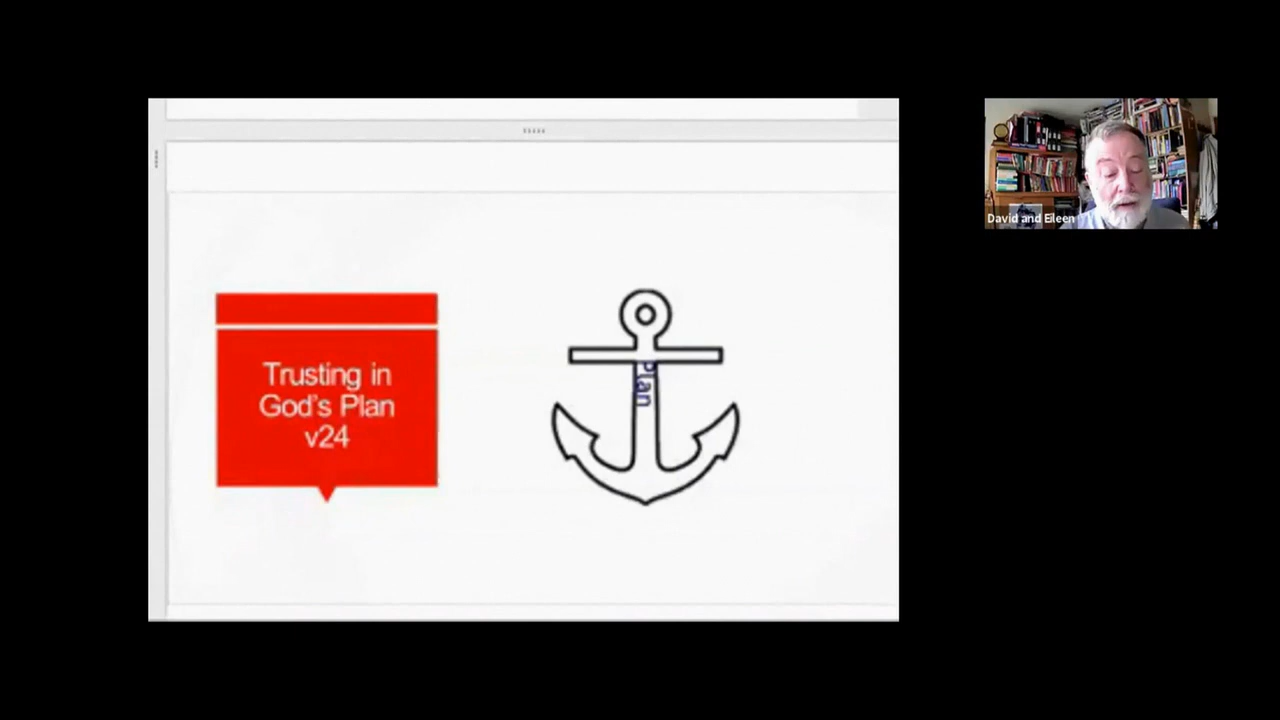 Trusting in
God's Plan
v24
Plan
David and Eileen